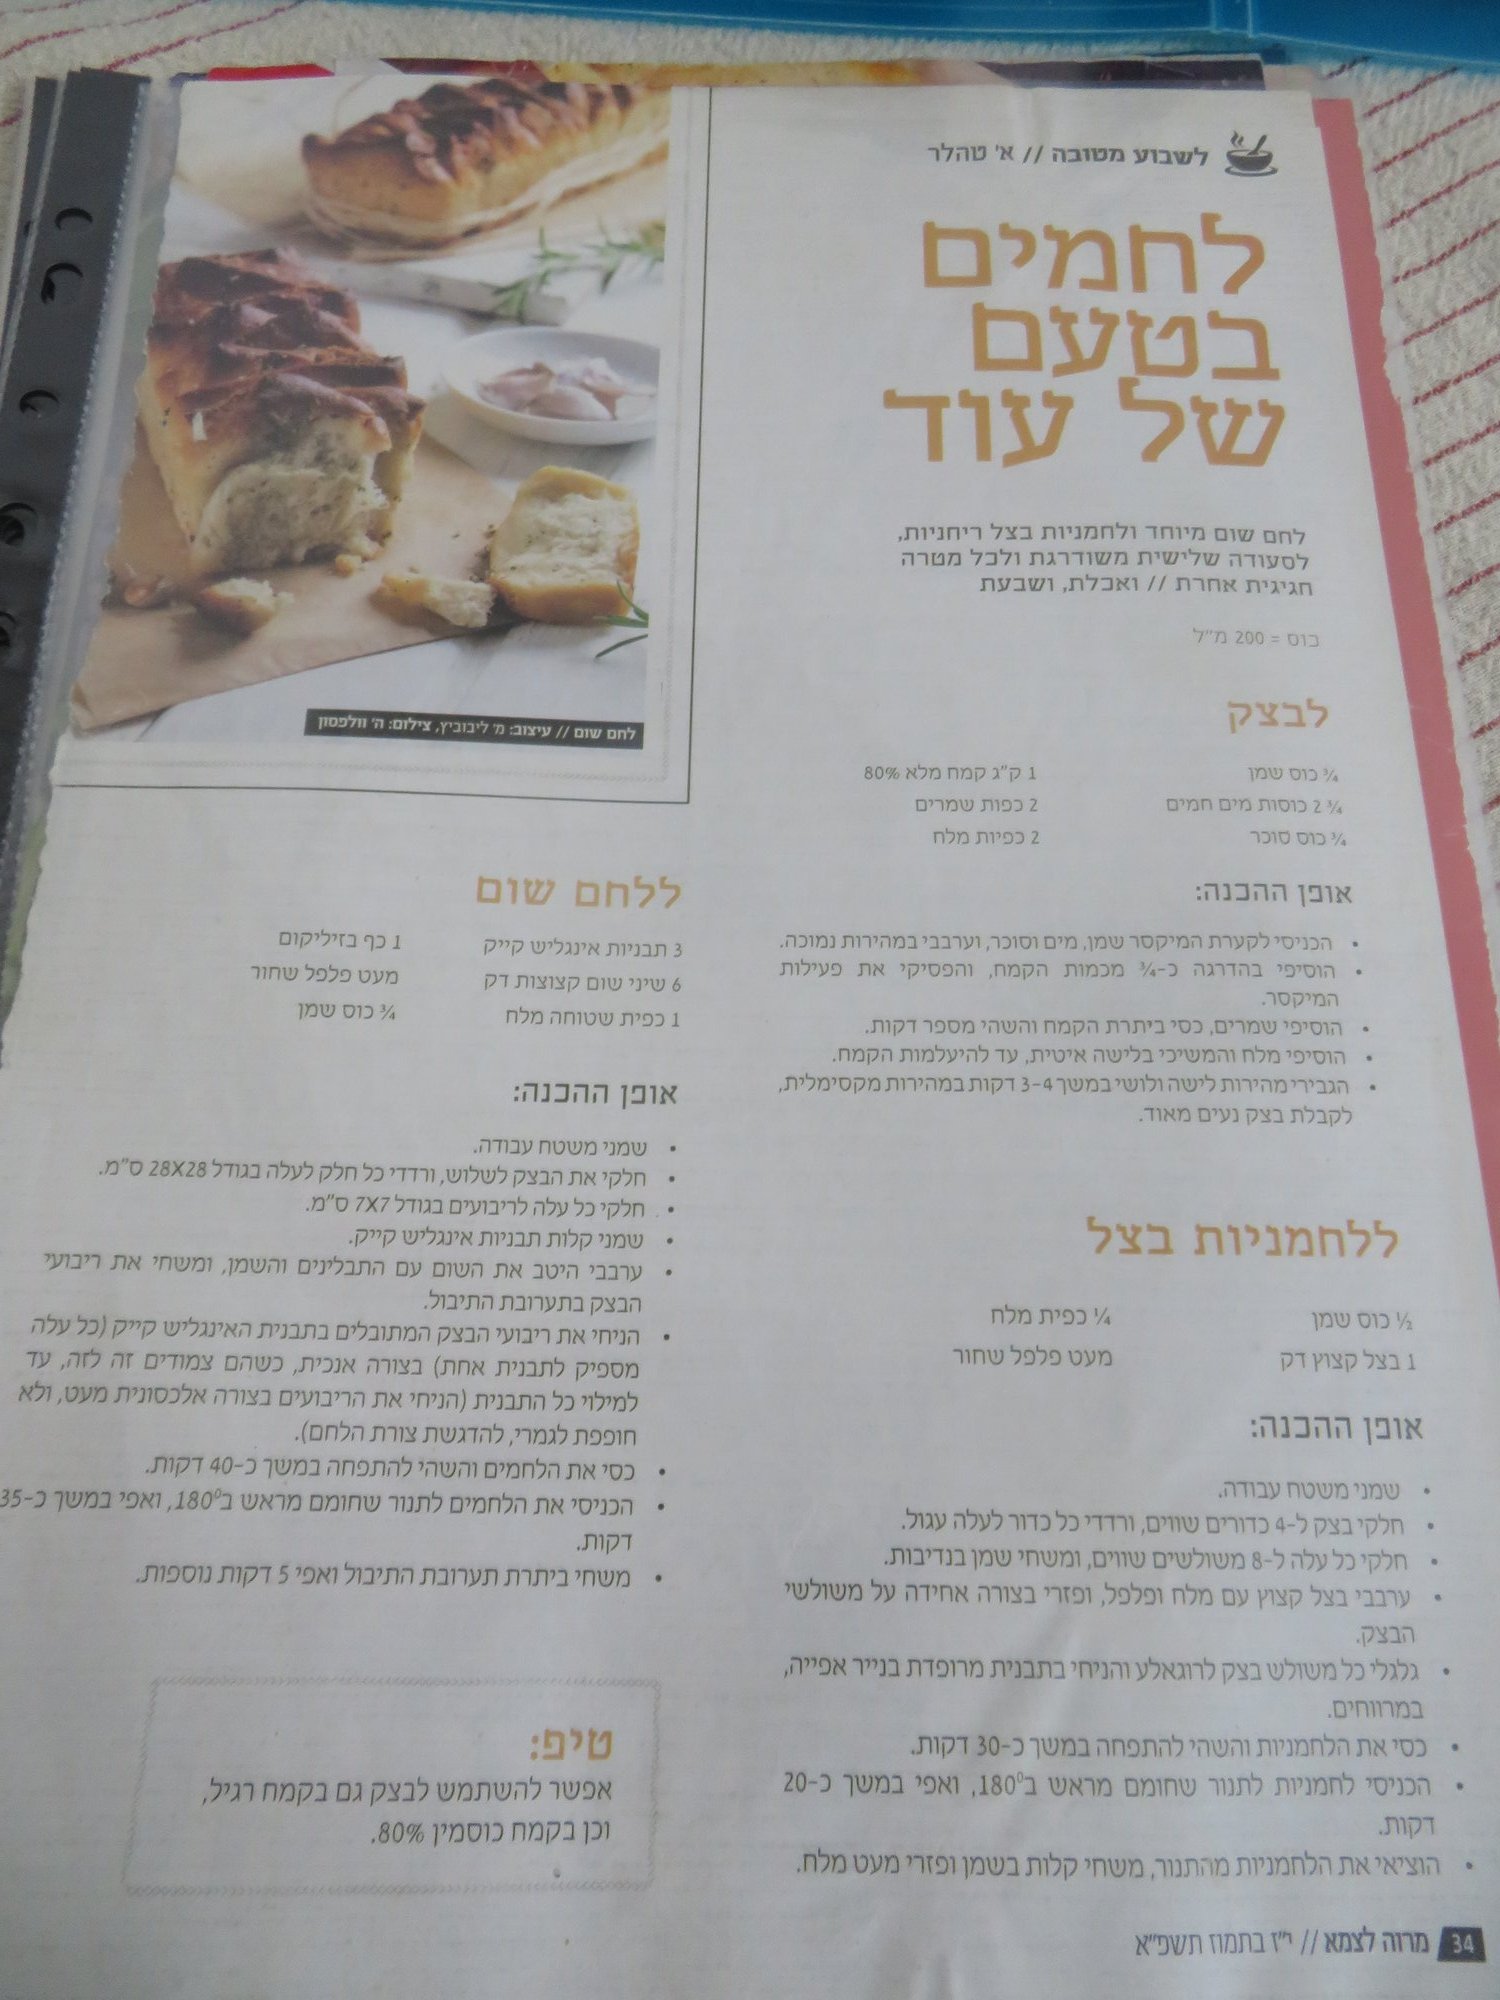 לשבוע מטובה // א' טהלר
לחמים
בטעם
של עוד
לחם שום מיוחד ולחמניות בצל ריחניות,
לסעודה שלישית משודרגת ולכל מטרה
חגיגית אחרת // ואכלת, ושבעת
כוס = 200 מ"ל
לבצק
¾ כוס שמן
1 ק"ג קמח מלא 80%
2 ¾ כוסות מים חמים
2 כפות שמרים
¾ כוס סוכר
2 כפיות מלח
אופן ההכנה:
• הכניסי לקערת המיקסר שמן, מים וסוכר, וערבבי במהירות נמוכה.
• הוסיפי בהדרגה כ-¾ מכמות הקמח, והפסיקי את פעילות
המיקסר.
• הוסיפי שמרים, כסי ביתרת הקמח והשהי מספר דקות.
• הוסיפי מלח והמשיכי בלישה איטית, עד להיעלמות הקמח.
• הגבירי מהירות לישה ולושי במשך 3-4 דקות במהירות מקסימלית,
לקבלת בצק נעים מאוד.
ללחמניות בצל
½ כוס שמן
¼ כפית מלח
1 בצל קצוץ דק
מעט פלפל שחור
אופן ההכנה:
• שמני משטח עבודה.
• חלקי בצק ל-4 כדורים שווים, ורדדי כל כדור לעלה עגול.
• חלקי כל עלה ל-8 משולשים שווים, ומשחי שמן בנדיבות.
• ערבבי בצל קצוץ עם מלח ופלפל, ופזרי בצורה אחידה על משולשי
הבצק.
• גלגלי כל משולש בצק לרוגאלע והניחי בתבנית מרופדת בנייר אפייה,
במרווחים.
• כסי את הלחמניות והשהי להתפחה במשך כ-30 דקות.
• הכניסי לחמניות לתנור שחומם מראש ב־180⁰, ואפי במשך כ-20
דקות.
• הוציאי את הלחמניות מהתנור, משחי קלות בשמן ופזרי מעט מלח.
לחם שום // עיצוב: מ' ליבוביץ, צילום: ה' וולפסון
ללחם שום
3 תבניות אינגליש קייק
1 כף בזיליקום
6 שיני שום קצוצות דק
מעט פלפל שחור
1 כפית שטוחה מלח
¾ כוס שמן
אופן ההכנה:
• שמני משטח עבודה.
• חלקי את הבצק לשלוש, ורדדי כל חלק לעלה בגודל 28X28 ס"מ.
• חלקי כל עלה לריבועים בגודל 7X7 ס"מ.
• שמני קלות תבניות אינגליש קייק.
• ערבבי היטב את השום עם התבלינים והשמן, ומשחי את ריבועי
הבצק בתערובת התיבול.
• הניחי את ריבועי הבצק המתובלים בתבנית האינגליש קייק (כל עלה
מספיק לתבנית אחת) בצורה אנכית, כשהם צמודים זה לזה, עד
למילוי כל התבנית (הניחי את הריבועים בצורה אלכסונית מעט, ולא
חופפת לגמרי, להדגשת צורת הלחם).
• כסי את הלחמים והשהי להתפחה במשך כ-40 דקות.
• הכניסי את הלחמים לתנור שחומם מראש ב־180⁰, ואפי במשך כ-35
דקות.
• משחי ביתרת תערובת התיבול ואפי 5 דקות נוספות.
טיפ:
אפשר להשתמש לבצק גם בקמח רגיל,
וכן בקמח כוסמין 80%.
34 מרוה לצמא // י"ז בתמוז תשפ"א